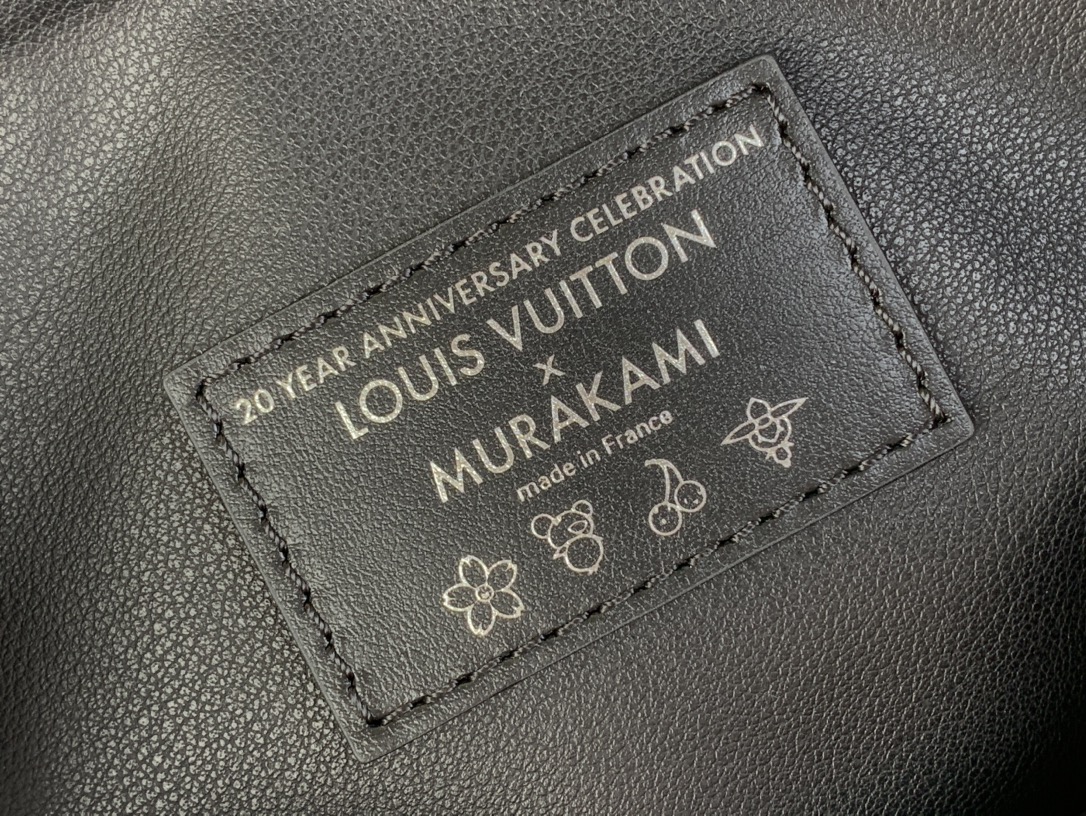 20 YEAR ANNIVERSARY CELEBRATION
LOUIS VUITTON
x
MURAKAMI
made in France